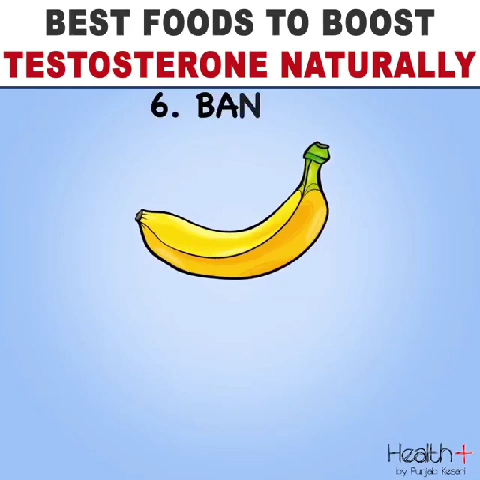 BEST FOODS TO BOOST
TESTOSTERONE NATURALLY
6. BAN
Health+
by Punjab Kesari